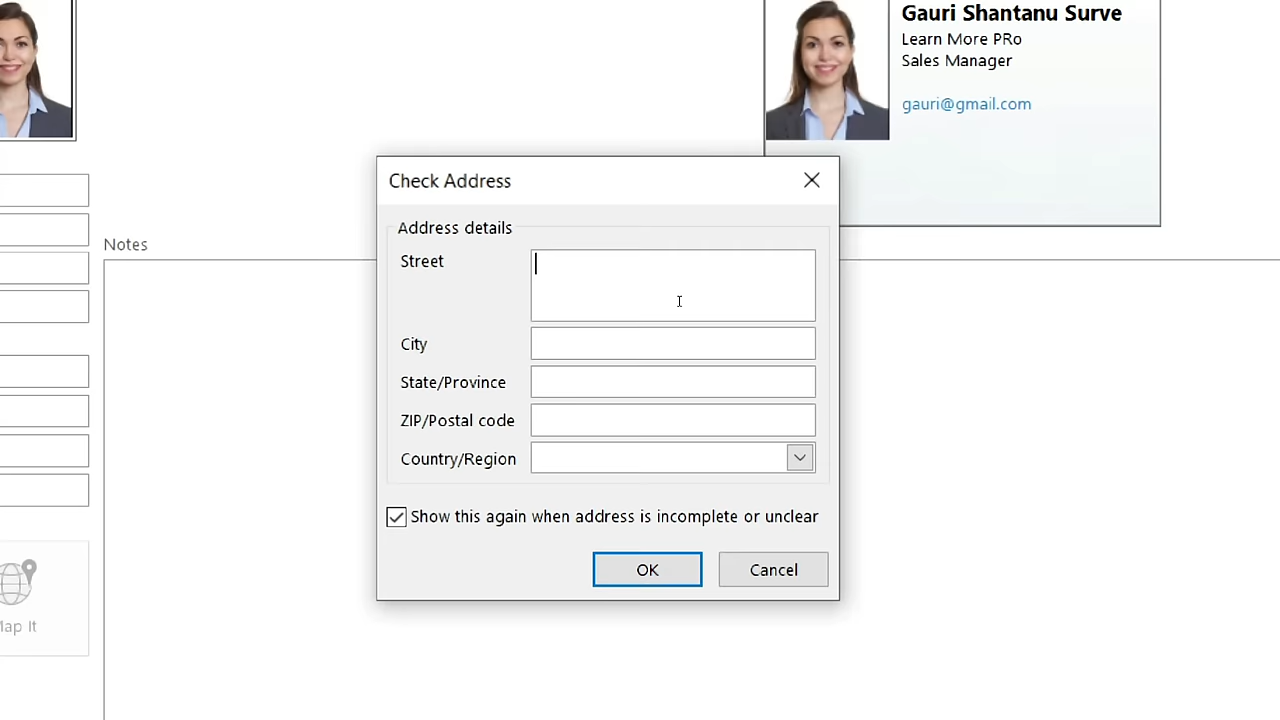 Gauri Shantanu Surve
Learn More PRo
Sales Manager
gauri@gmail.com
Check Address
Address details
Notes
Street
City
State/Province
ZIP/Postal code
Country/Region
Show this again when address is incomplete or unclear
OK
Cancel
Map It